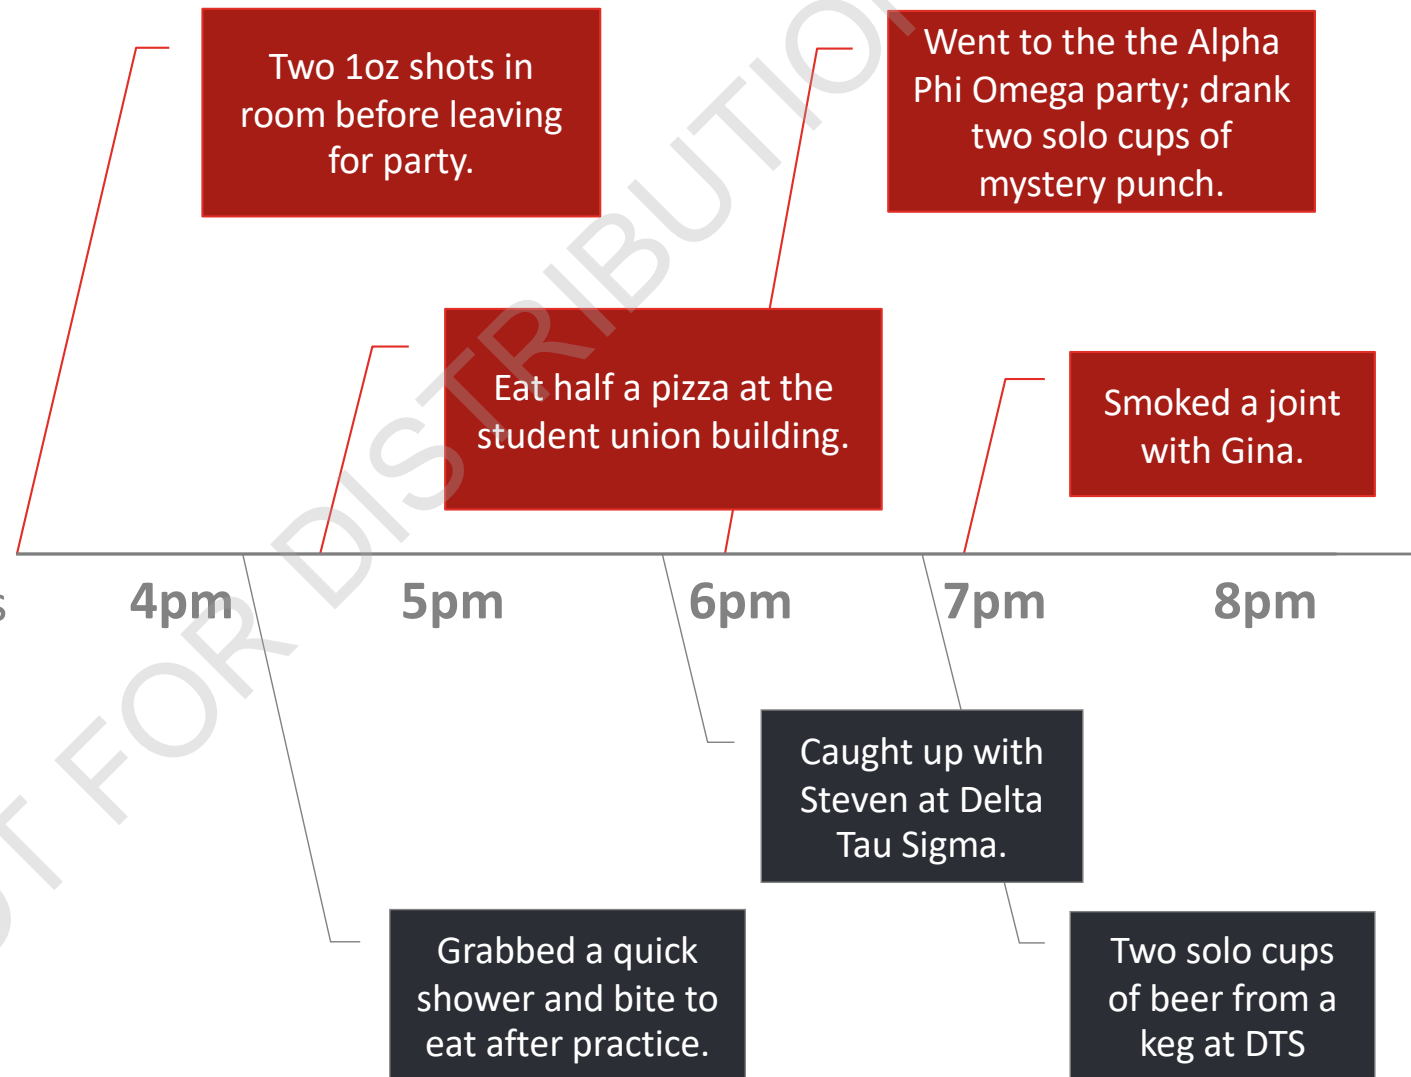 Two 1oz shots in
room before leaving
for party.
Went to the the Alpha
Phi Omega party; drank
two solo cups of
mystery punch.
Eat half a pizza at the
student union building.
Smoked a joint
with Gina.
s 4pm 5pm 6pm 7pm 8pm
Caught up with
Steven at Delta
Tau Sigma.
Grabbed a quick
shower and bite to
eat after practice.
Two solo cups
of beer from a
keg at DTS
OT FOR DISTRIBUTION